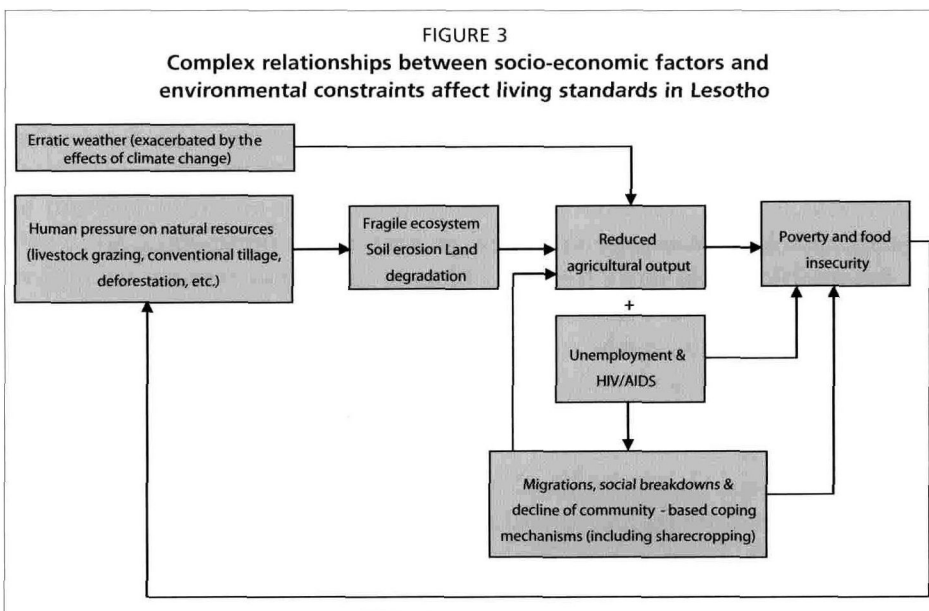 FIGURE 3
Complex relationships between socio-economic factors and
environmental constraints affect living standards in Lesotho
Erratic weather (exacerbated by the
effects of climate change)
Human pressure on natural resources
(livestock grazing, conventional tillage,
deforestation, etc.)
Fragile ecosystem
Soil erosion Land
degradation
Reduced
agricultural output
Poverty and food
insecurity
+
Unemployment &
HIV/AIDS
Migrations, social breakdowns &
decline of community - based coping
mechanisms (including sharecropping)